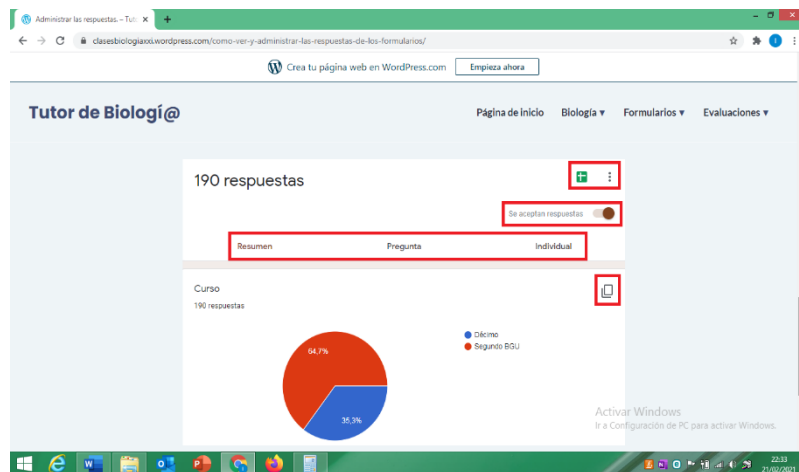 Administrar las respuestas. – Tut
clasesbiologiaxxi.wordpress.com/como-ver-y-administrar-las-respuestas-de-los-formularios/
Crea tu página web en WordPress.com
Empieza ahora
Tutor de Biologí@
Página de inicio Biología ▾ Formularios ▾ Evaluaciones ▾
190 respuestas
Se aceptan respuestas
Resumen Pregunta Individual
Curso
190 respuestas
Décimo
Segundo BGU
64,7%
35,3%
Activar Windows
Ir a Configuración de PC para activar Windows.
22:33
21/02/2021